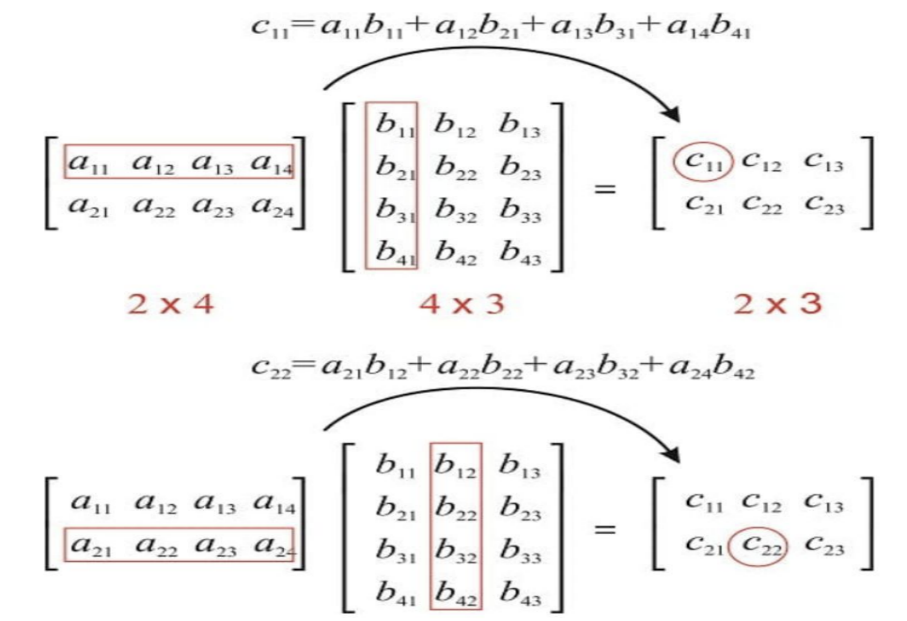 c₁₁=a₁₁b₁₁+a₁₂b₂₁+a₁₃b₃₁+a₁₄b₄₁
b₁₁ b₁₂ b₁₃
a₁₁ a₁₂ a₁₃ a₁₄ b₂₁ b₂₂ b₂₃ = c₁₁ c₁₂ c₁₃
a₂₁ a₂₂ a₂₃ a₂₄ b₃₁ b₃₂ b₃₃ c₂₁ c₂₂ c₂₃
b₄₁ b₄₂ b₄₃
2 x 4 4 x 3 2 x 3
c₂₂=a₂₁b₁₂+a₂₂b₂₂+a₂₃b₃₂+a₂₄b₄₂
b₁₁ b₁₂ b₁₃
a₁₁ a₁₂ a₁₃ a₁₄ b₂₁ b₂₂ b₂₃ = c₁₁ c₁₂ c₁₃
a₂₁ a₂₂ a₂₃ a₂₄ b₃₁ b₃₂ b₃₃ c₂₁ c₂₂ c₂₃
b₄₁ b₄₂ b₄₃